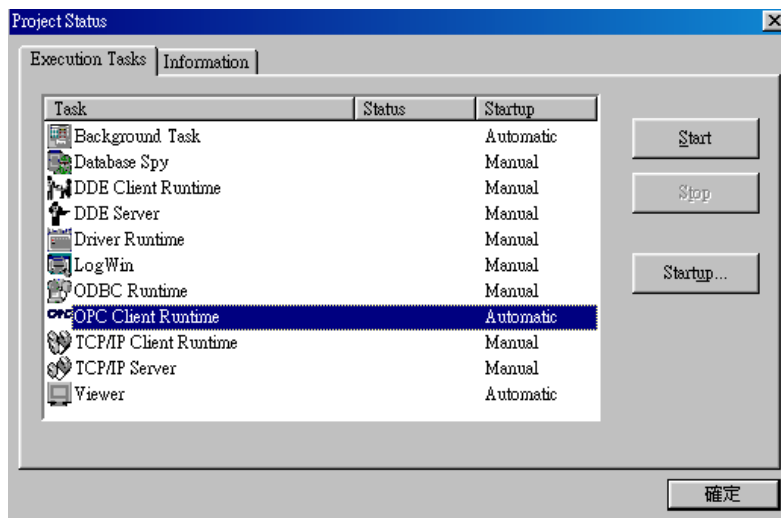 Project Status
Execution Tasks Information
Task Status Startup
Background Task Automatic
Database Spy Manual
DDE Client Runtime Manual
DDE Server Manual
Driver Runtime Manual
LogWin Manual
ODBC Runtime Manual
OPC OPC Client Runtime Automatic
TCP/IP Client Runtime Manual
TCP/IP Server Manual
Viewer Automatic
Start
Stop
Startup...
確定